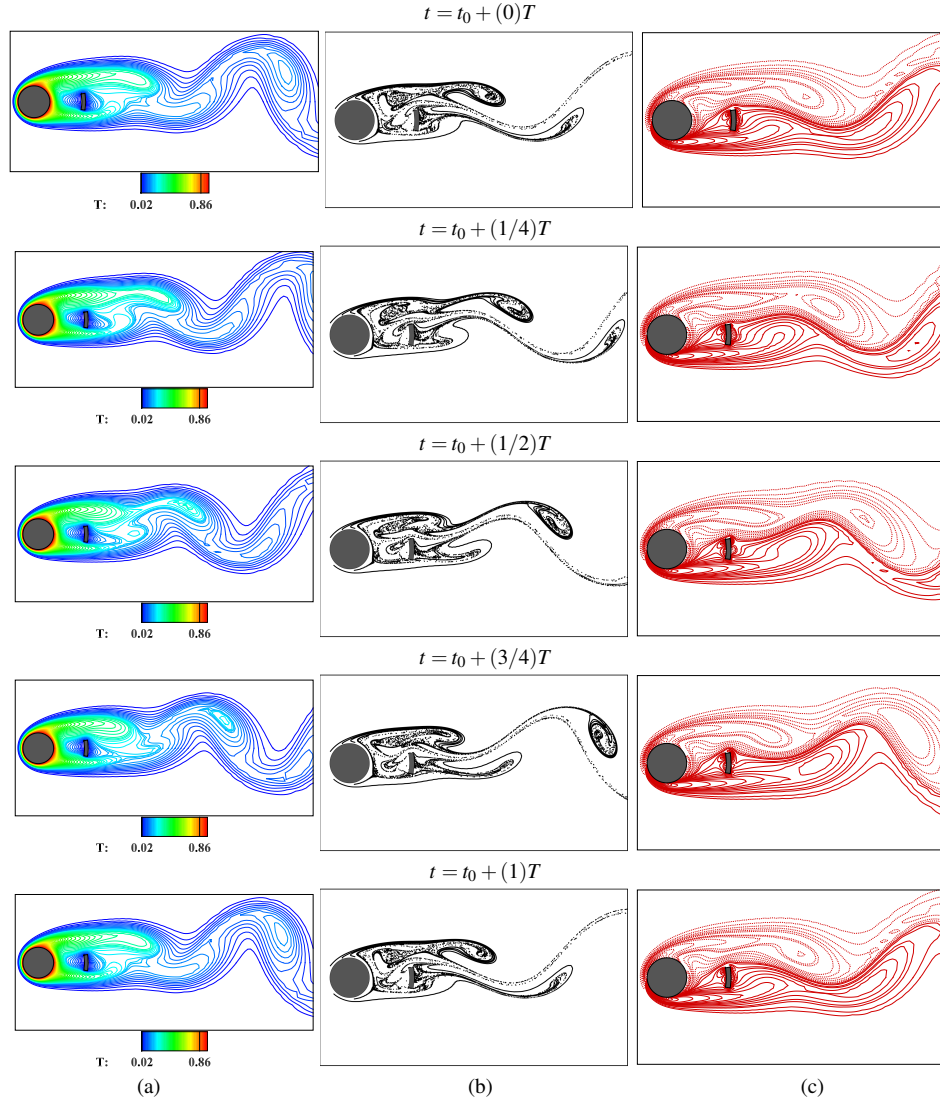 t = t₀ + (0)T
T: 0.02 0.86
t = t₀ + (1/4)T
T: 0.02 0.86
t = t₀ + (1/2)T
T: 0.02 0.86
t = t₀ + (3/4)T
T: 0.02 0.86
t = t₀ + (1)T
T: 0.02 0.86
(a) (b) (c)